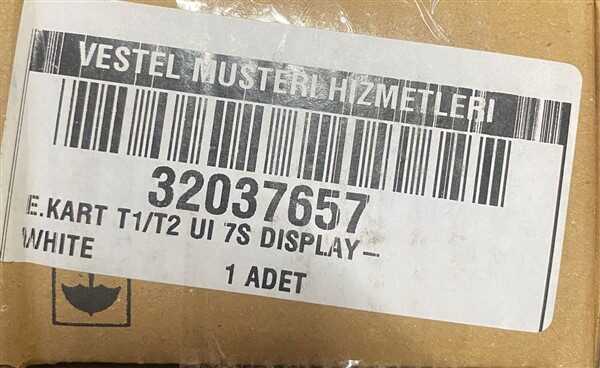 VESTEL MUSTERI HIZMETLERI
32037657
E.KART T1/T2 UI 7S DISPLAY –
WHITE
1 ADET